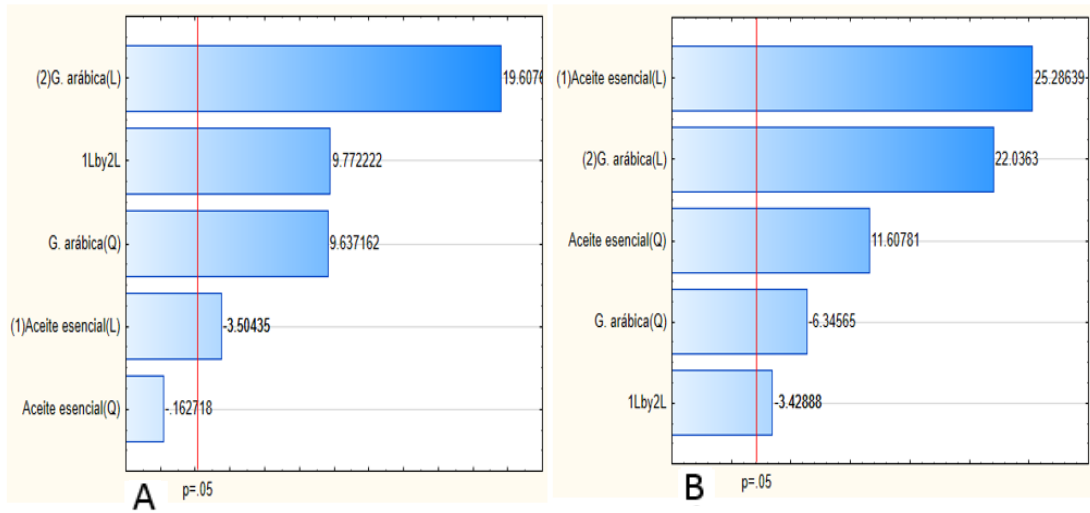 (2)G. arábica(L)
19.6076
1Lby2L
9.772222
G. arábica(Q)
9.637162
(1)Aceite esencial(L)
-3.50435
Aceite esencial(Q)
-.162718
p=.05
A
(1)Aceite esencial(L)
25.28639
(2)G. arábica(L)
22.0363
Aceite esencial(Q)
11.60781
G. arábica(Q)
-6.34565
1Lby2L
-3.42888
p=.05
B